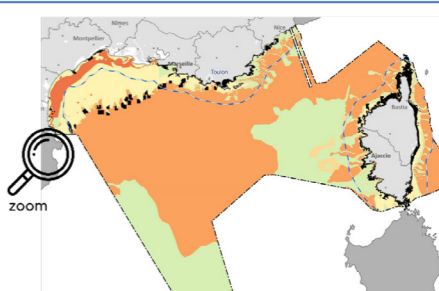 Nîmes
Montpellier
Nice
Marseille
Toulon
Bastia
Ajaccio
zoom